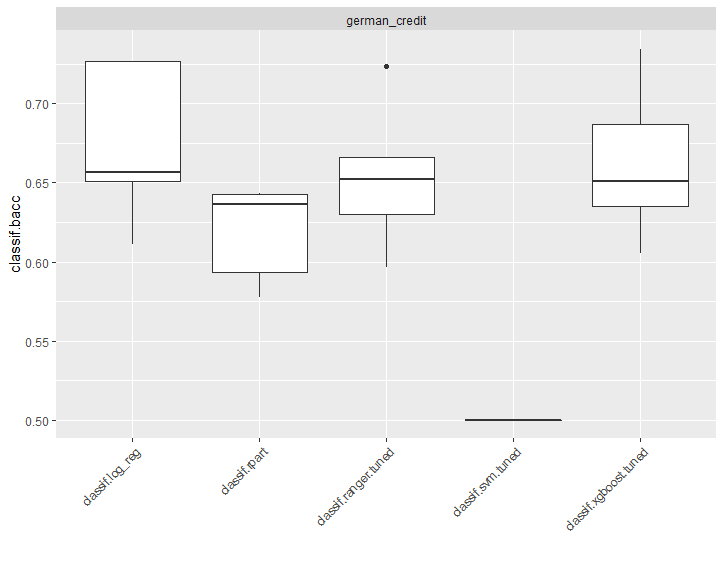 german_credit
classif.bacc
0.70
0.65
0.60
0.55
0.50
classif.log_reg
classif.rpart
classif.ranger.tuned
classif.svm.tuned
classif.xgboost.tuned